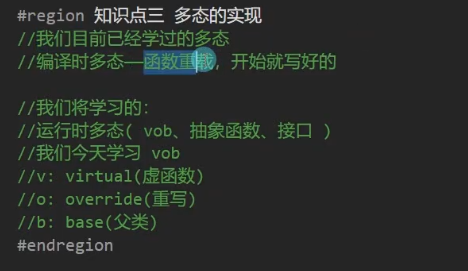 #region 知识点三 多态的实现
//我们目前已经学过的多态
//编译时多态—函数重载，开始就写好的
//我们将学习的：
//运行时多态( vob、抽象函数、接口 )
//我们今天学习 vob
//v: virtual(虚函数)
//o: override(重写)
//b: base(父类)
#endregion